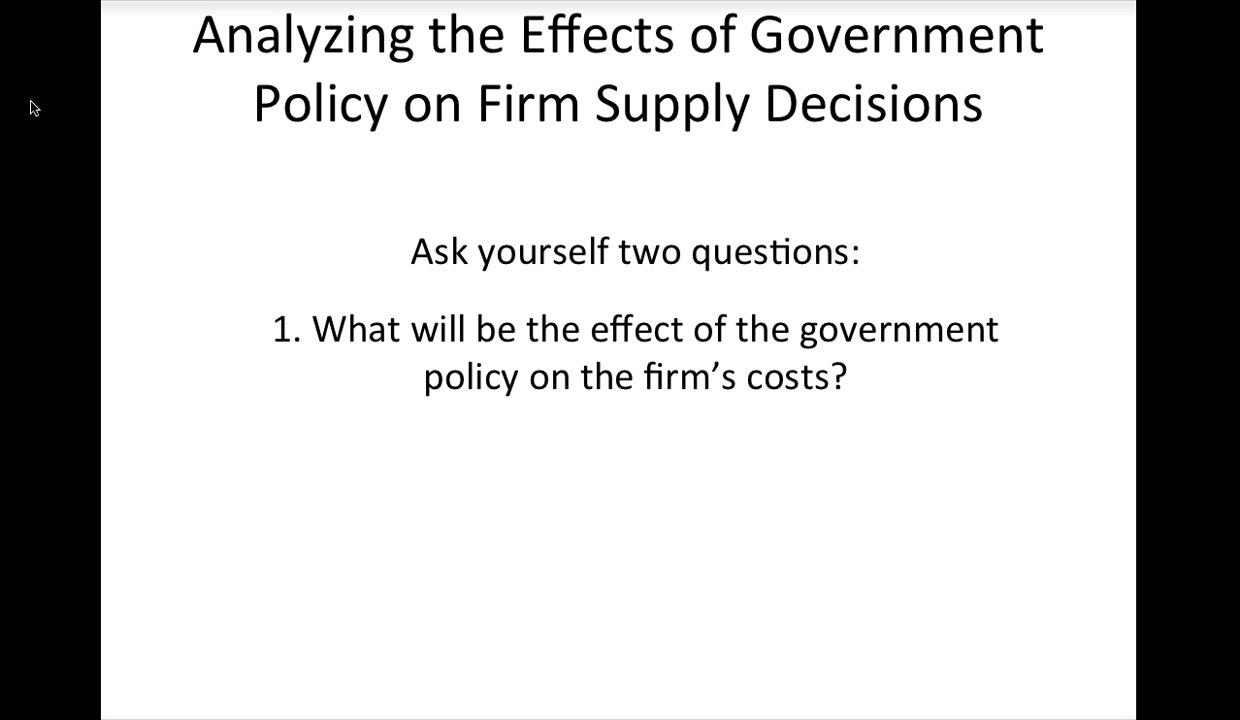 Analyzing the Effects of Government
Policy on Firm Supply Decisions
Ask yourself two questions:
1. What will be the effect of the government
policy on the firm’s costs?